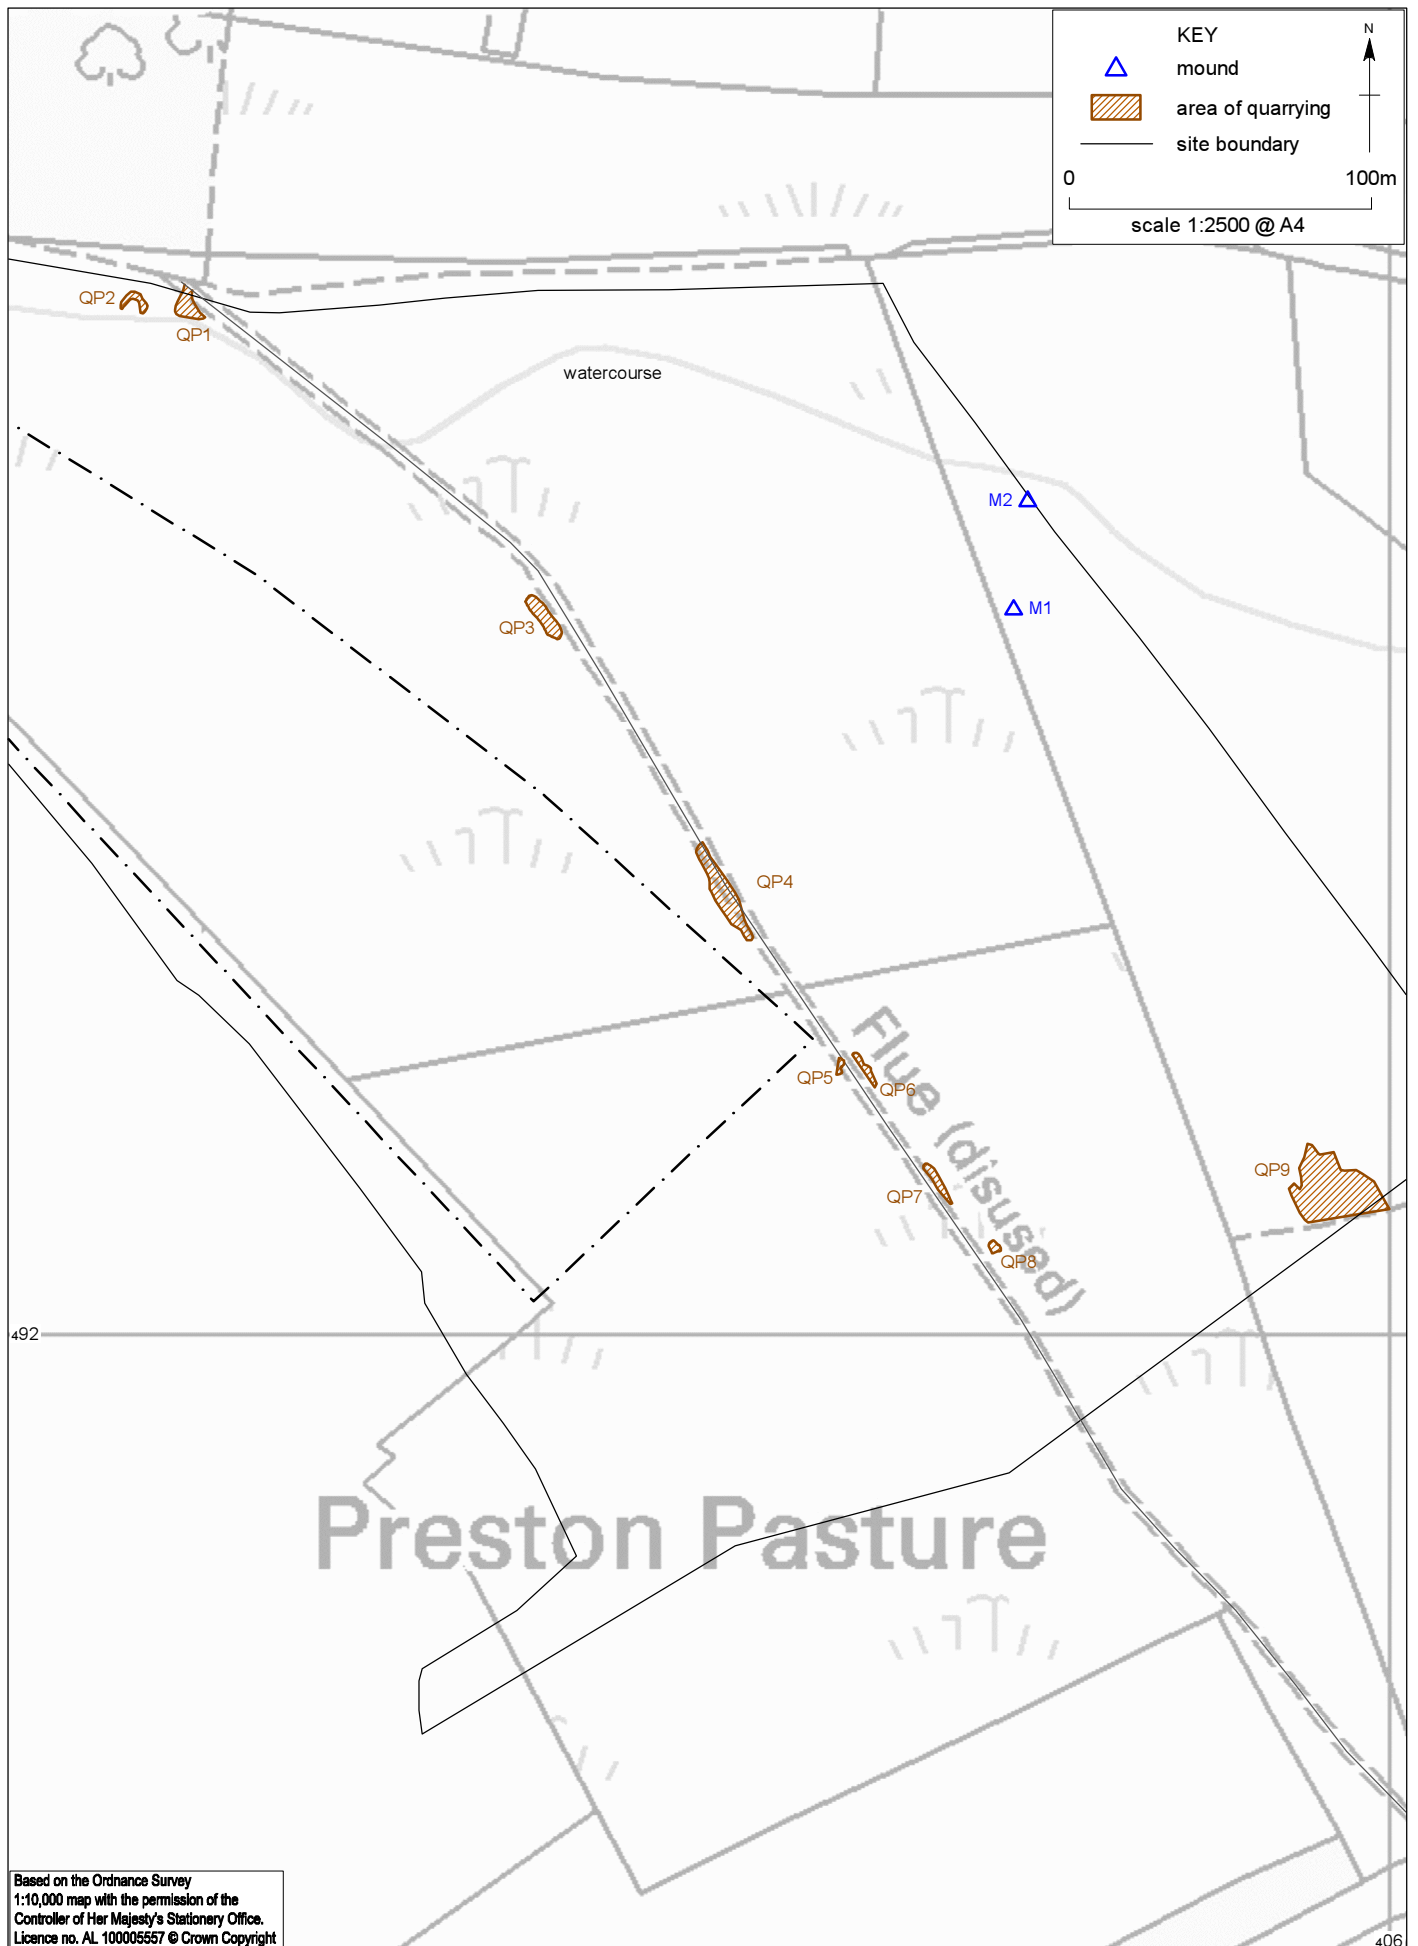 KEY
N
mound
area of quarrying
site boundary
0 100m
scale 1:2500 @ A4
QP2
QP1
watercourse
M2
M1
QP3
QP4
Flue (disused)
QP5
QP6
QP7
QP8
QP9
492
Preston Pasture
Based on the Ordnance Survey
1:10,000 map with the permission of the
Controller of Her Majesty's Stationery Office.
Licence no. AL 100005557 © Crown Copyright
406